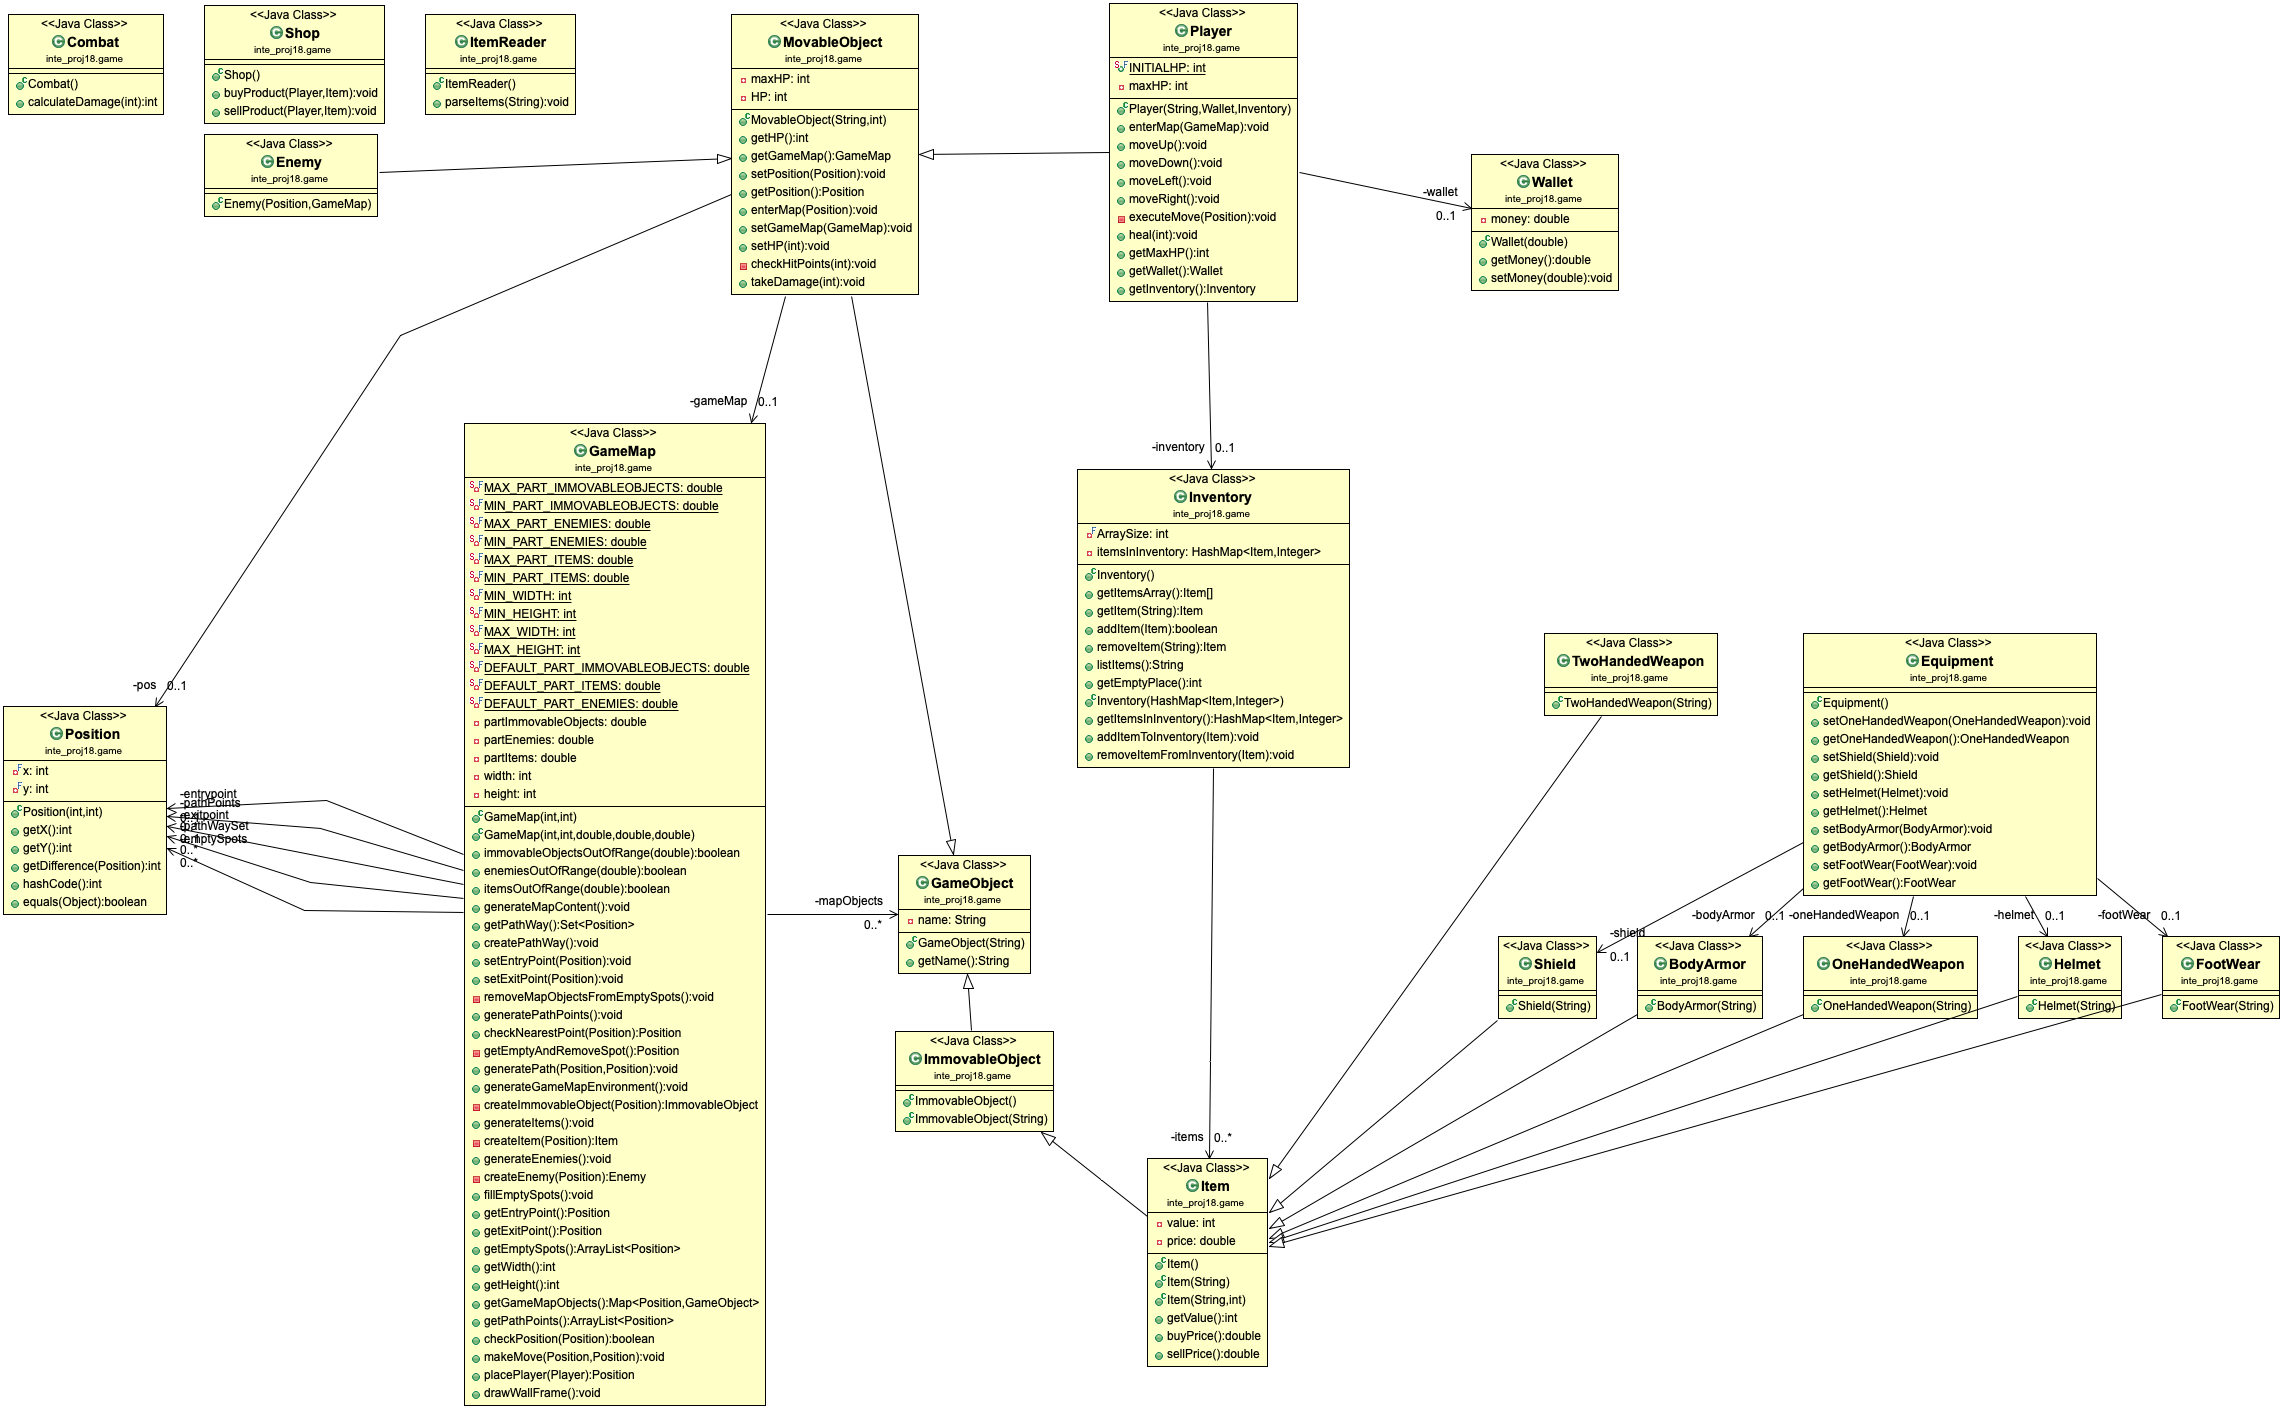 <<Java Class>>
Combat
inte_proj18.game
Combat()
calculateDamage(int):int
<<Java Class>>
Shop
inte_proj18.game
Shop()
buyProduct(Player,Item):void
sellProduct(Player,Item):void
<<Java Class>>
ItemReader
inte_proj18.game
ItemReader()
parseItems(String):void
<<Java Class>>
Enemy
inte_proj18.game
Enemy(Position,GameMap)
<<Java Class>>
MovableObject
inte_proj18.game
maxHP: int
HP: int
MovableObject(String,int)
getHP():int
getGameMap():GameMap
setPosition(Position):void
getPosition():Position
enterMap(Position):void
setGameMap(GameMap):void
setHP(int):void
checkHitPoints(int):void
takeDamage(int):void
<<Java Class>>
Player
inte_proj18.game
INITIALHP: int
maxHP: int
Player(String,Wallet,Inventory)
enterMap(GameMap):void
moveUp():void
moveDown():void
moveLeft():void
moveRight():void
executeMove(Position):void
heal(int):void
getMaxHP():int
getWallet():Wallet
getInventory():Inventory
-wallet
0..1
<<Java Class>>
Wallet
inte_proj18.game
money: double
Wallet(double)
getMoney():double
setMoney(double):void
-gameMap
0..1
-inventory
0..1
-pos
0..1
<<Java Class>>
GameMap
inte_proj18.game
MAX_PART_IMMOVABLEOBJECTS: double
MIN_PART_IMMOVABLEOBJECTS: double
MAX_PART_ENEMIES: double
MIN_PART_ENEMIES: double
MAX_PART_ITEMS: double
MIN_PART_ITEMS: double
MIN_WIDTH: int
MIN_HEIGHT: int
MAX_WIDTH: int
MAX_HEIGHT: int
DEFAULT_PART_IMMOVABLEOBJECTS: double
DEFAULT_PART_ITEMS: double
DEFAULT_PART_ENEMIES: double
partImmovableObjects: double
partEnemies: double
partItems: double
width: int
height: int
GameMap(int,int)
GameMap(int,int,double,double,double)
immovableObjectsOutOfRange(double):boolean
enemiesOutOfRange(double):boolean
itemsOutOfRange(double):boolean
generateMapContent():void
getPathWay():Set<Position>
createPathWay():void
setEntryPoint(Position):void
setExitPoint(Position):void
removeMapObjectsFromEmptySpots():void
generatePathPoints():void
checkNearestPoint(Position):Position
getEmptyAndRemoveSpot():Position
generatePath(Position,Position):void
generateGameMapEnvironment():void
createImmovableObject(Position):ImmovableObject
generateItems():void
createItem(Position):Item
generateEnemies():void
createEnemy(Position):Enemy
fillEmptySpots():void
getEntryPoint():Position
getExitPoint():Position
getEmptySpots():ArrayList<Position>
getWidth():int
getHeight():int
getGameMapObjects():Map<Position,GameObject>
getPathPoints():ArrayList<Position>
checkPosition(Position):boolean
makeMove(Position,Position):void
placePlayer(Player):Position
drawWallFrame():void
<<Java Class>>
Position
inte_proj18.game
x: int
y: int
Position(int,int)
getX():int
getY():int
getDifference(Position):int
hashCode():int
equals(Object):boolean
-entrypoint
-pathPoints
-exitpoint
-pathWaySet
-emptySpots
0..*
0..*
-mapObjects
0..*
<<Java Class>>
GameObject
inte_proj18.game
name: String
GameObject(String)
getName():String
<<Java Class>>
ImmovableObject
inte_proj18.game
ImmovableObject()
ImmovableObject(String)
<<Java Class>>
Inventory
inte_proj18.game
ArraySize: int
itemsInInventory: HashMap<Item,Integer>
Inventory()
getItemsArray():Item[]
getItem(String):Item
addItem(Item):boolean
removeItem(String):Item
listItems():String
getEmptyPlace():int
Inventory(HashMap<Item,Integer>)
getItemsInInventory():HashMap<Item,Integer>
addItemToInventory(Item):void
removeItemFromInventory(Item):void
-items
0..*
<<Java Class>>
Item
inte_proj18.game
value: int
price: double
Item()
Item(String)
Item(String,int)
getValue():int
buyPrice():double
sellPrice():double
<<Java Class>>
TwoHandedWeapon
inte_proj18.game
TwoHandedWeapon(String)
<<Java Class>>
Equipment
inte_proj18.game
Equipment()
setOneHandedWeapon(OneHandedWeapon):void
getOneHandedWeapon():OneHandedWeapon
setShield(Shield):void
getShield():Shield
setHelmet(Helmet):void
getHelmet():Helmet
setBodyArmor(BodyArmor):void
getBodyArmor():BodyArmor
setFootWear(FootWear):void
getFootWear():FootWear
-shield
0..1
-bodyArmor
0..1
-oneHandedWeapon
0..1
-helmet
0..1
-footWear
0..1
<<Java Class>>
Shield
inte_proj18.game
Shield(String)
<<Java Class>>
BodyArmor
inte_proj18.game
BodyArmor(String)
<<Java Class>>
OneHandedWeapon
inte_proj18.game
OneHandedWeapon(String)
<<Java Class>>
Helmet
inte_proj18.game
Helmet(String)
<<Java Class>>
FootWear
inte_proj18.game
FootWear(String)